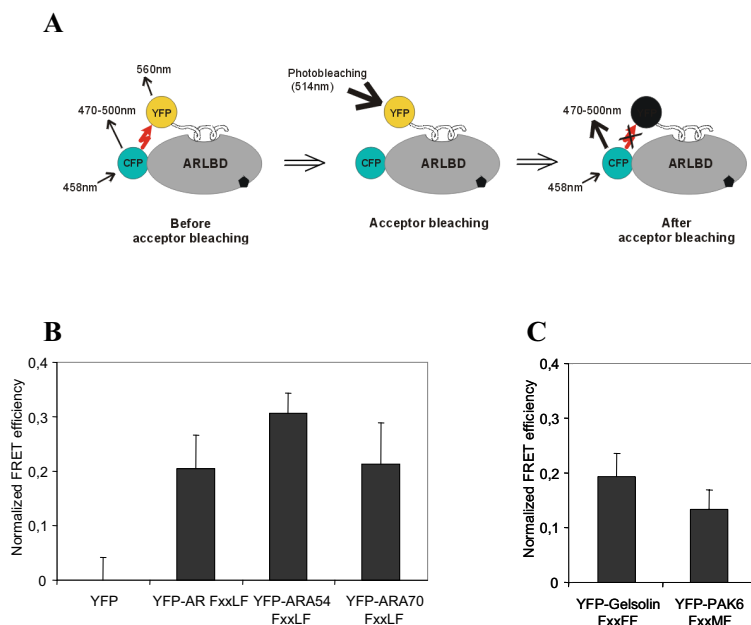 A
560nm
470-500nm
YFP
CFP
ARLBD
458nm
Before
acceptor bleaching
Photobleaching
(514nm)
YFP
CFP
ARLBD
Acceptor bleaching
470-500nm
CFP
ARLBD
458nm
After
acceptor bleaching
B
Normalized FRET efficiency
0,4
0,3
0,2
0,1
0
YFP
YFP-AR FxxLF
YFP-ARA54
FxxLF
YFP-ARA70
FxxLF
C
Normalized FRET efficiency
0,4
0,3
0,2
0,1
0
YFP-Gelsolin
FxxFF
YFP-PAK6
FxxMF